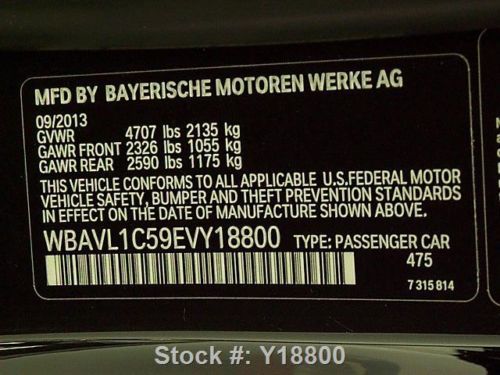 MFD BY BAYERISCHE MOTOREN WERKE AG
09/2013
GVWR 4707 lbs 2135 kg
GAWR FRONT 2326 lbs 1055 kg
GAWR REAR 2590 lbs 1175 kg
THIS VEHICLE CONFORMS TO ALL APPLICABLE U.S.FEDERAL MOTOR
VEHICLE SAFETY, BUMPER AND THEFT PREVENTION STANDARDS
IN EFFECT ON THE DATE OF MANUFACTURE SHOWN ABOVE.
WBAVL1C59EVY18800 TYPE: PASSENGER CAR
475
7 315 814
Stock #: Y18800